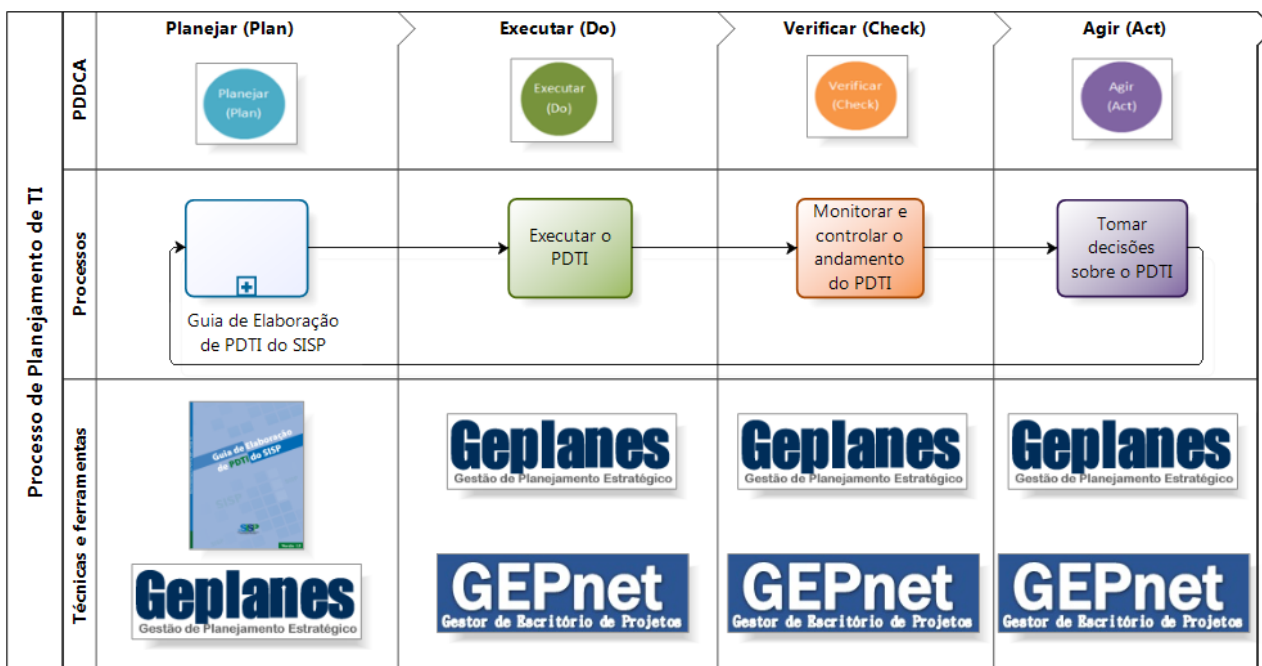 Processo de Planejamento de TI
Planejar (Plan)
Executar (Do)
Verificar (Check)
Agir (Act)
PDDCA
Planejar
(Plan)
Executar
(Do)
Verificar
(Check)
Agir
(Act)
Processos
Guia de Elaboração
de PDTI do SISP
Executar o
PDTI
Monitorar e
controlar o
andamento
do PDTI
Tomar
decisões
sobre o PDTI
Técnicas e ferramentas
Guia de Elaboração
de PDTI do SISP
SISP
Geplanes
Gestão de Planejamento Estratégico
Geplanes
Gestão de Planejamento Estratégico
GEPnet
Gestor de Escritório de Projetos
Geplanes
Gestão de Planejamento Estratégico
GEPnet
Gestor de Escritório de Projetos
Geplanes
Gestão de Planejamento Estratégico
GEPnet
Gestor de Escritório de Projetos